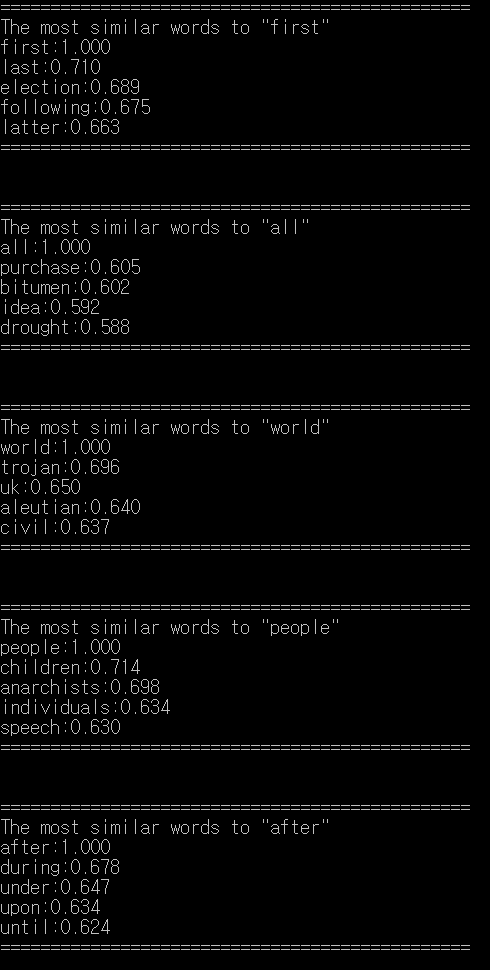 ===============================================
The most similar words to "first"
first:1.000
last:0.710
election:0.689
following:0.675
latter:0.663
===============================================
===============================================
The most similar words to "all"
all:1.000
purchase:0.605
bitumen:0.602
idea:0.592
drought:0.588
===============================================
===============================================
The most similar words to "world"
world:1.000
trojan:0.696
uk:0.650
aleutian:0.640
civil:0.637
===============================================
===============================================
The most similar words to "people"
people:1.000
children:0.714
anarchists:0.698
individuals:0.634
speech:0.630
===============================================
===============================================
The most similar words to "after"
after:1.000
during:0.678
under:0.647
upon:0.634
until:0.624
===============================================